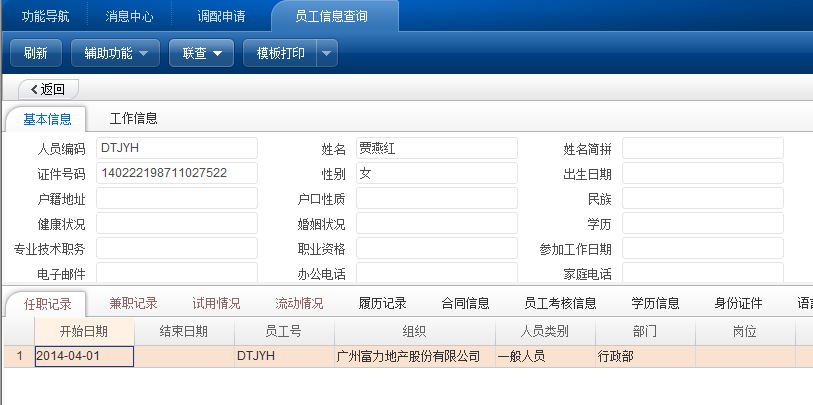 功能导航 消息中心 调配申请 员工信息查询
刷新 辅助功能 联查 模板打印
返回
基本信息 工作信息
人员编码 DTJYH 姓名 贾燕红 姓名简拼
证件号码 140222198711027522 性别 女 出生日期
户籍地址 户口性质 民族
健康状况 婚姻状况 学历
专业技术职务 职业资格 参加工作日期
电子邮件 办公电话 家庭电话
任职记录 兼职记录 试用情况 流动情况 履历记录 合同信息 员工考核信息 学历信息 身份证件 语言
开始日期 结束日期 员工号 组织 人员类别 部门 岗位
1 2014-04-01 DTJYH 广州富力地产股份有限公司 一般人员 行政部